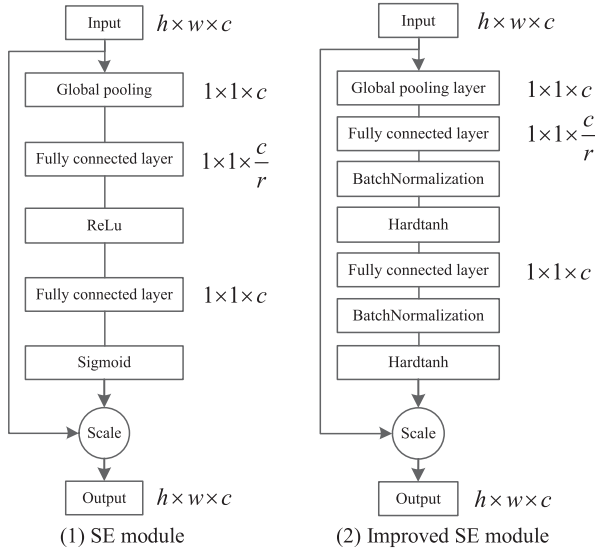 Input h×w×c
Global pooling 1×1×c
Fully connected layer 1×1×c/r
ReLu
Fully connected layer 1×1×c
Sigmoid
Scale
Output h×w×c
(1) SE module
Input h×w×c
Global pooling layer 1×1×c
Fully connected layer 1×1×c/r
BatchNormalization
Hardtanh
Fully connected layer 1×1×c
BatchNormalization
Hardtanh
Scale
Output h×w×c
(2) Improved SE module